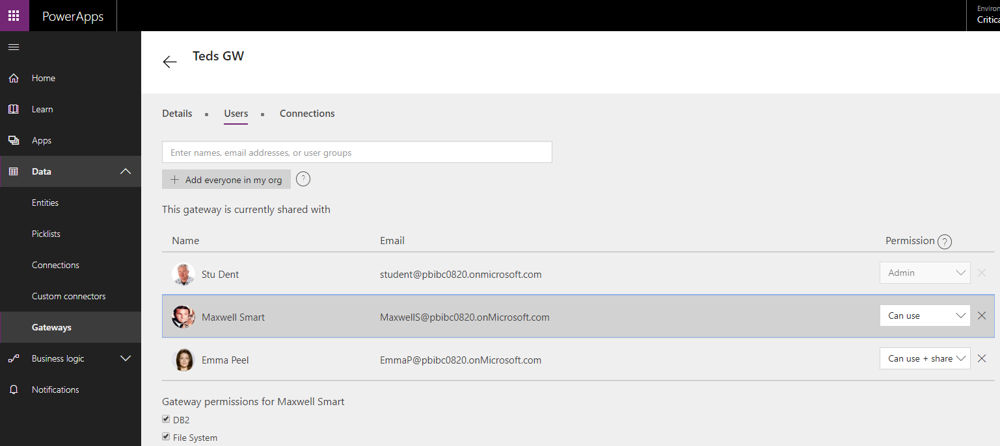 PowerApps
Environ
Critica
Teds GW
Home
Learn
Apps
Data
Entities
Picklists
Connections
Custom connectors
Gateways
Business logic
Notifications
Details • Users • Connections
Enter names, email addresses, or user groups
+ Add everyone in my org ?
This gateway is currently shared with
Name Email Permission ?
Stu Dent student@pbibc0820.onmicrosoft.com Admin
Maxwell Smart MaxwellS@pbibc0820.onMicrosoft.com Can use
Emma Peel EmmaP@pbibc0820.onMicrosoft.com Can use + share
Gateway permissions for Maxwell Smart
DB2
File System